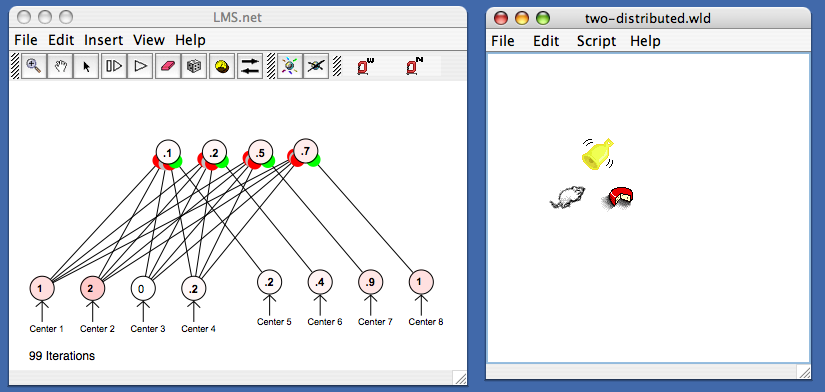 LMS.net
File Edit Insert View Help
W N
.1 .2 .5 .7
1 2 0 .2 .2 .4 .9 1
Center 1 Center 2 Center 3 Center 4 Center 5 Center 6 Center 7 Center 8
99 Iterations
two-distributed.wld
File Edit Script Help